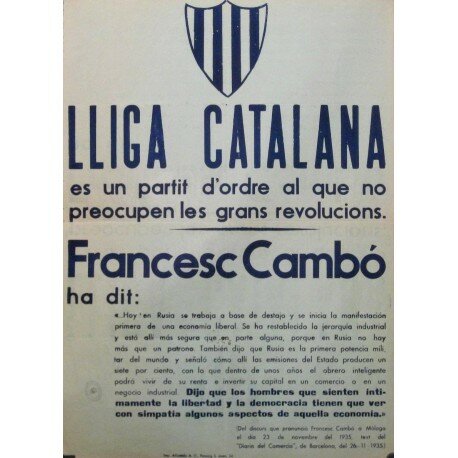 LLIGA CATALANA
es un partit d'ordre al que no
preocupen les grans revolucions.
Francesc Cambó
ha dit:
«...Hoy en Rusia se trabaja a base de destajo y se inicia la manifestación
primera de una economía liberal. Se ha restablecido la jerarquía industrial
y está allí más segura que en parte alguna, porque en Rusia no hay
más que un patrono. También dijo que Rusia es la primera potencia mili-
tar del mundo y señaló cómo allí las emisiones del Estado producen un
siete por ciento, con lo que dentro de unos años el obrero inteligente
podrá vivir de su renta e invertir su capital en un comercio o en un
negocio industrial. Dijo que los hombres que sienten ínti-
mamente la libertad y la democracia tienen que ver
con simpatía algunos aspectos de aquella economía.»
(Del discurs que pronuncià Francesc Cambó a Màlaga
el dia 23 de novembre del 1935, text del
"Diario del Comercio", de Barcelona, del 26-11-1935.)